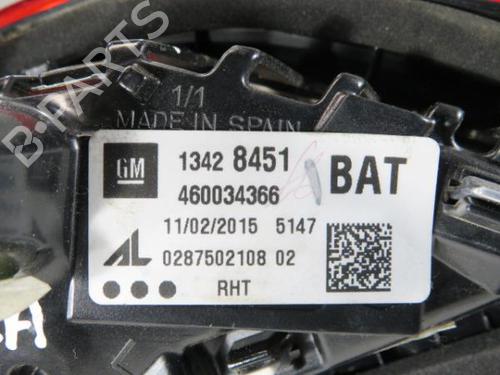 B-PARTS
1/1
MADE IN SPAIN
GM 1342 8451 BAT
460034366
11/02/2015 5147
AL 0287502108 02
RHT